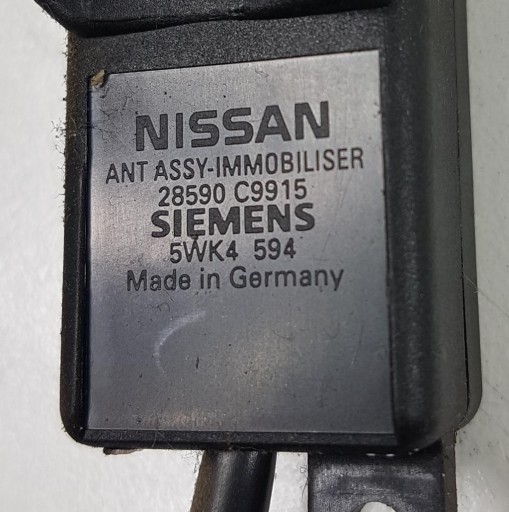 NISSAN
ANT ASSY-IMMOBILISER
28590 C9915
SIEMENS
5WK4 594
Made in Germany